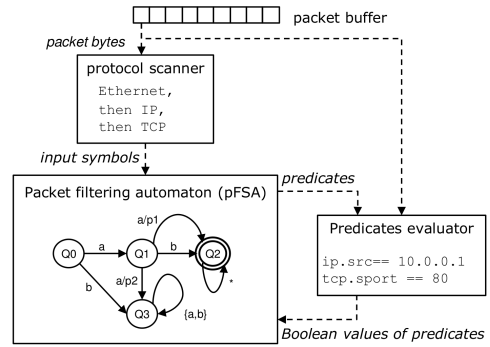 packet buffer
packet bytes
protocol scanner
Ethernet,
then IP,
then TCP
input symbols
predicates
Packet filtering automaton (pFSA)
a/p1
Q0
a
Q1
b
Q2
b
a/p2
*
Q3
{a,b}
Predicates evaluator
ip.src== 10.0.0.1
tcp.sport == 80
Boolean values of predicates